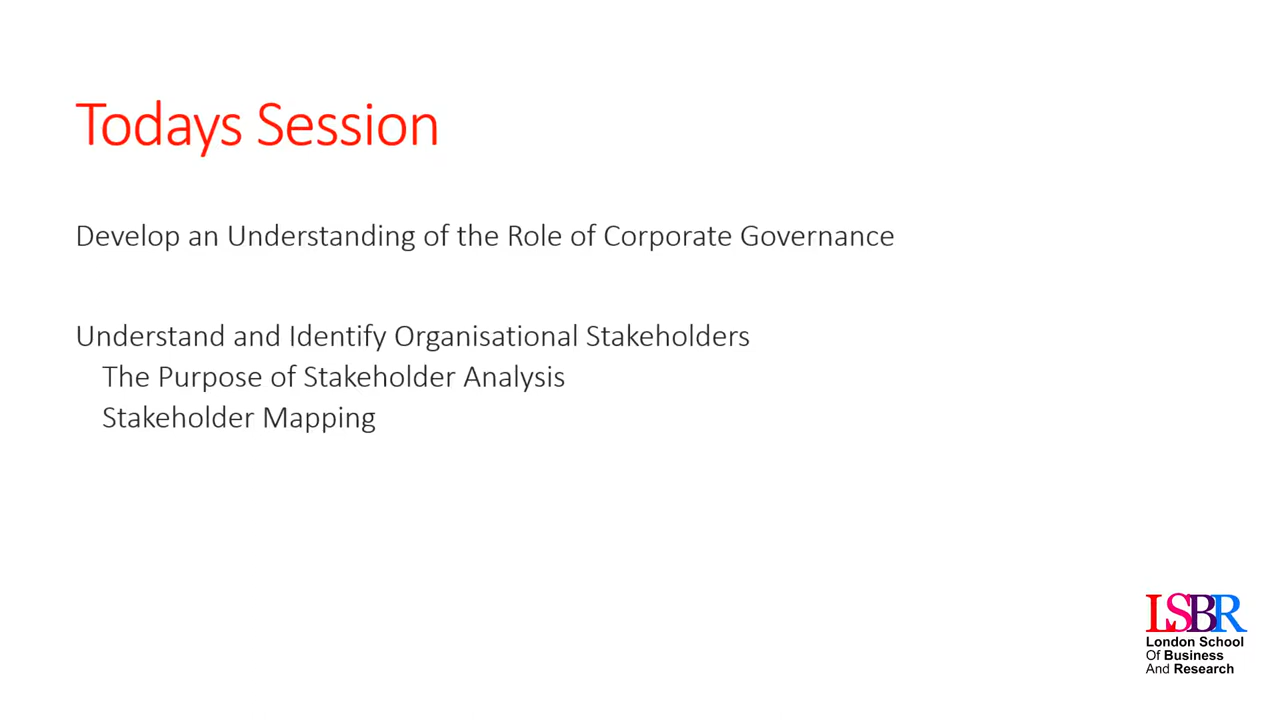 Todays Session
Develop an Understanding of the Role of Corporate Governance
Understand and Identify Organisational Stakeholders
The Purpose of Stakeholder Analysis
Stakeholder Mapping
LSBR
London School
Of Business
And Research